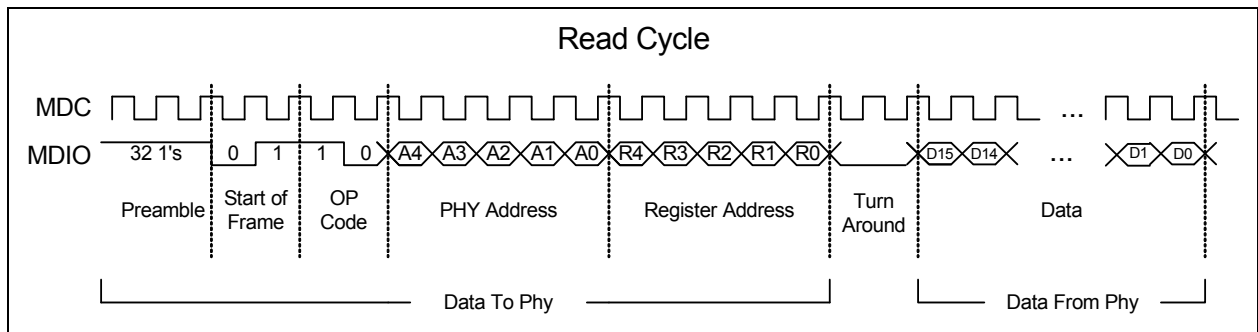 Read Cycle
MDC ...
MDIO 32 1's 0 1 1 0 A4 A3 A2 A1 A0 R4 R3 R2 R1 R0 D15 D14 ... D1 D0
Preamble Start of Frame OP Code PHY Address Register Address Turn Around Data
Data To Phy Data From Phy